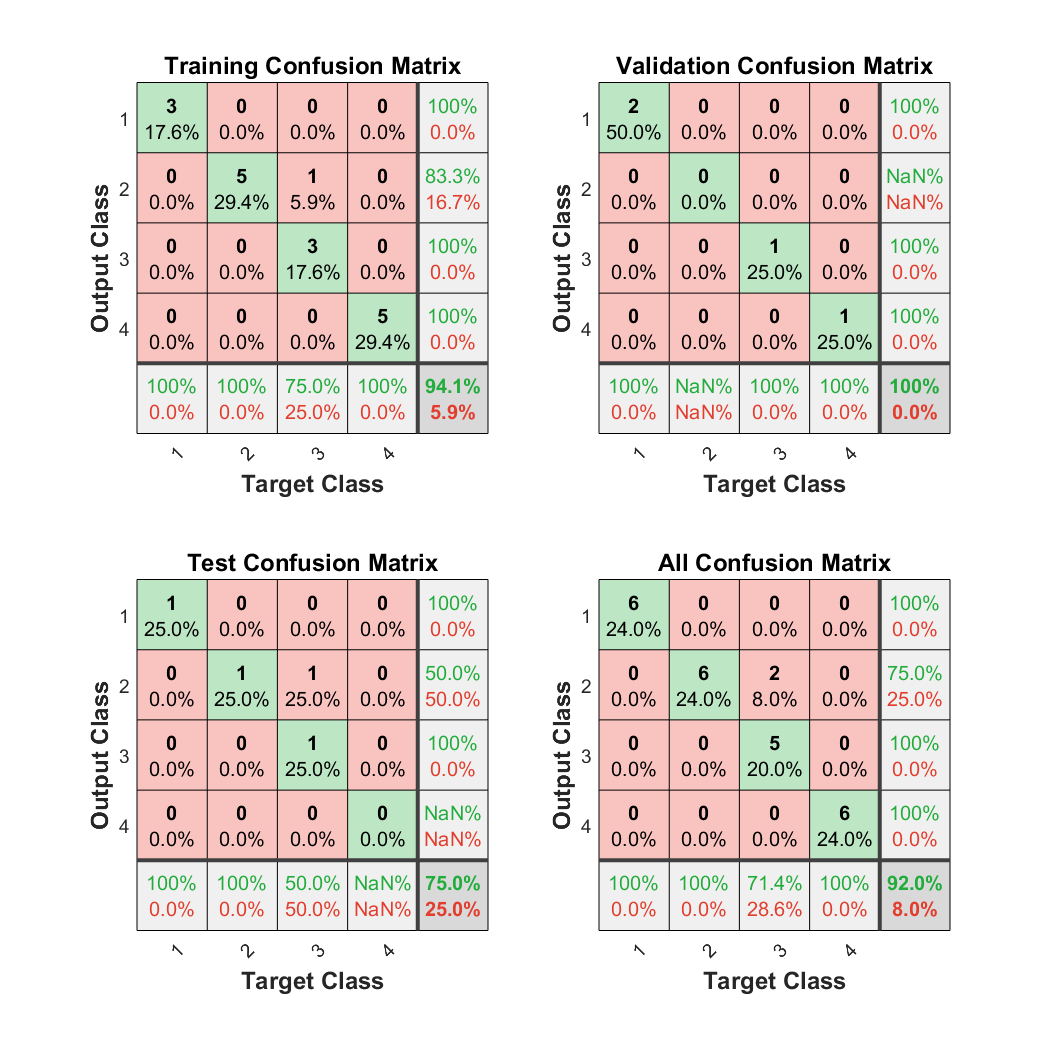 Training Confusion Matrix
1 3 0 0 0 100%
17.6% 0.0% 0.0% 0.0% 0.0%
2 0 5 1 0 83.3%
0.0% 29.4% 5.9% 0.0% 16.7%
3 0 0 3 0 100%
0.0% 0.0% 17.6% 0.0% 0.0%
4 0 0 0 5 100%
0.0% 0.0% 0.0% 29.4% 0.0%
100% 100% 75.0% 100% 94.1%
0.0% 0.0% 25.0% 0.0% 5.9%
1 2 3 4
Target Class
Output Class
Validation Confusion Matrix
1 2 0 0 0 100%
50.0% 0.0% 0.0% 0.0% 0.0%
2 0 0 0 0 NaN%
0.0% 0.0% 0.0% 0.0% NaN%
3 0 0 1 0 100%
0.0% 0.0% 25.0% 0.0% 0.0%
4 0 0 0 1 100%
0.0% 0.0% 0.0% 25.0% 0.0%
100% NaN% 100% 100% 100%
0.0% NaN% 0.0% 0.0% 0.0%
1 2 3 4
Target Class
Output Class
Test Confusion Matrix
1 1 0 0 0 100%
25.0% 0.0% 0.0% 0.0% 0.0%
2 0 1 1 0 50.0%
0.0% 25.0% 25.0% 0.0% 50.0%
3 0 0 1 0 100%
0.0% 0.0% 25.0% 0.0% 0.0%
4 0 0 0 0 NaN%
0.0% 0.0% 0.0% 0.0% NaN%
100% 100% 50.0% NaN% 75.0%
0.0% 0.0% 50.0% NaN% 25.0%
1 2 3 4
Target Class
Output Class
All Confusion Matrix
1 6 0 0 0 100%
24.0% 0.0% 0.0% 0.0% 0.0%
2 0 6 2 0 75.0%
0.0% 24.0% 8.0% 0.0% 25.0%
3 0 0 5 0 100%
0.0% 0.0% 20.0% 0.0% 0.0%
4 0 0 0 6 100%
0.0% 0.0% 0.0% 24.0% 0.0%
100% 100% 71.4% 100% 92.0%
0.0% 0.0% 28.6% 0.0% 8.0%
1 2 3 4
Target Class
Output Class